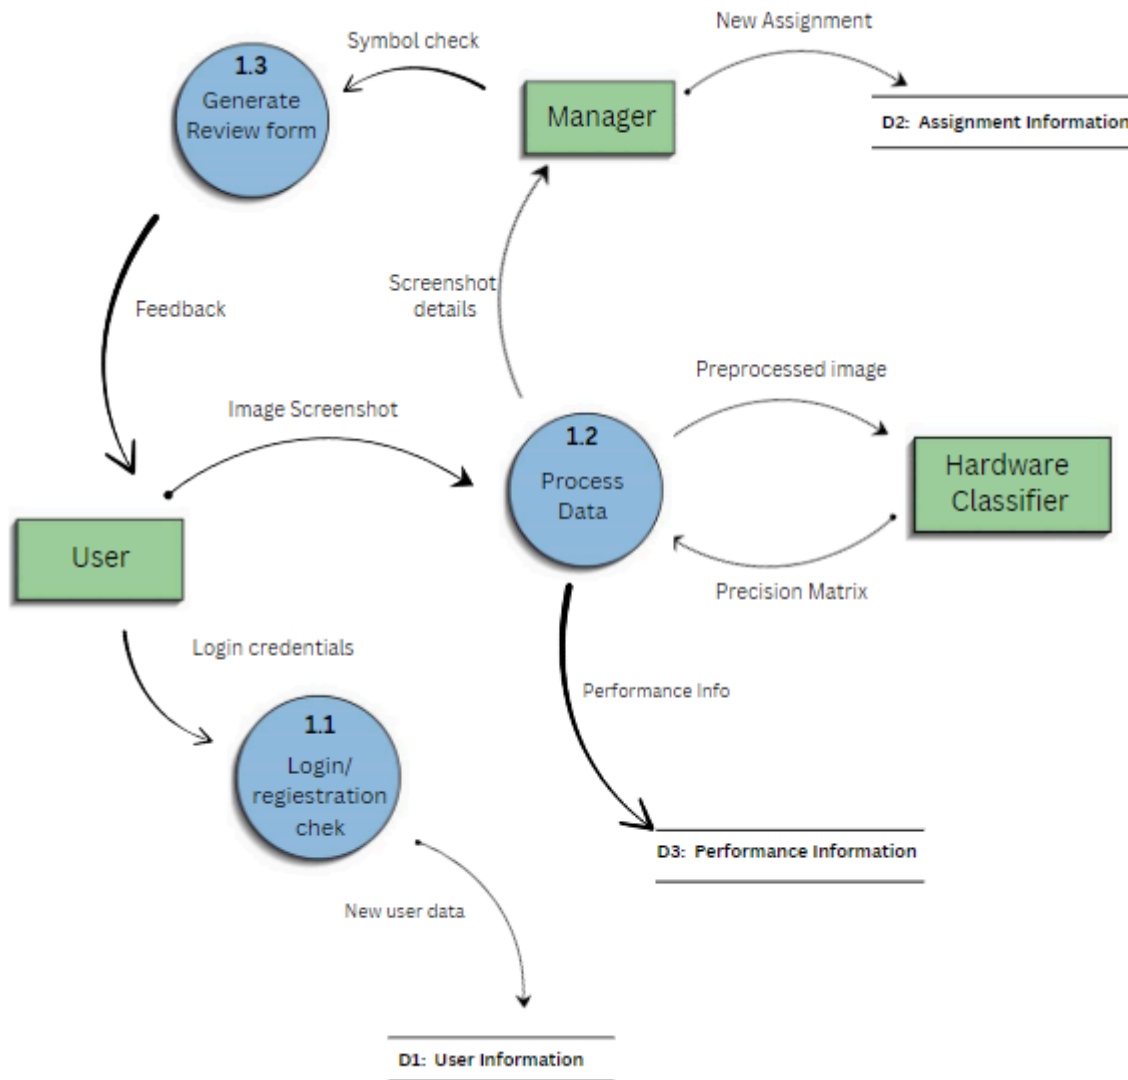 New Assignment
Symbol check
1.3
Generate
Review form
Manager
D2: Assignment Information
Screenshot
details
Feedback
Preprocessed image
Image Screenshot
1.2
Process
Data
Hardware
Classifier
User
Precision Matrix
Login credentials
Performance Info
1.1
Login/
regiestration
chek
D3: Performance Information
New user data
D1: User Information